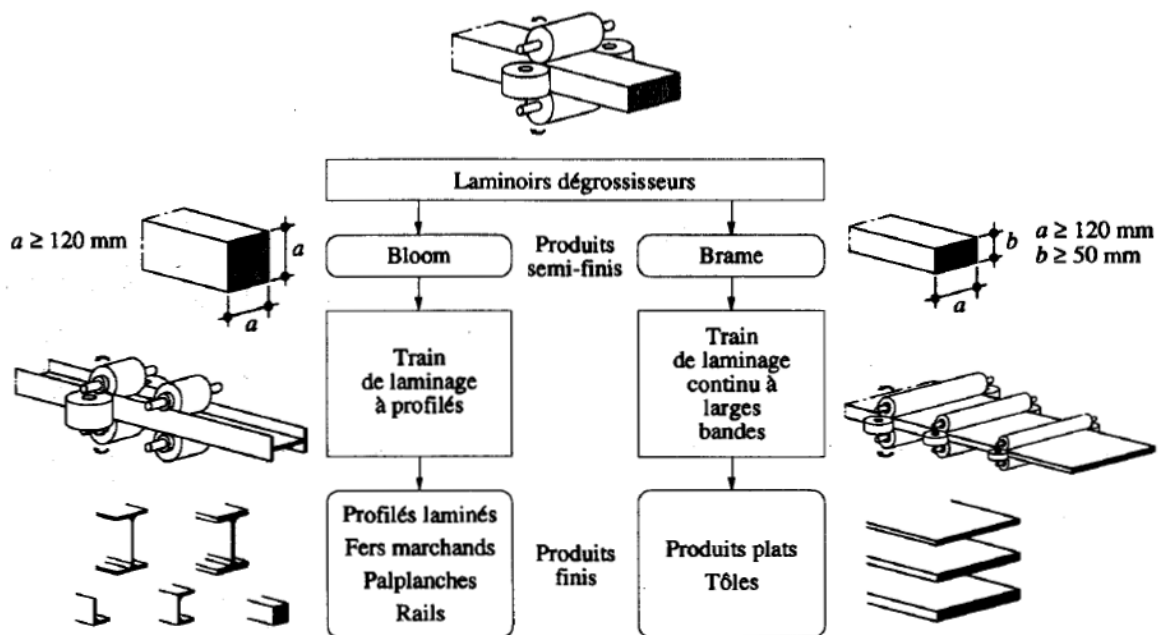 Laminoirs dégrossisseurs
a ≥ 120 mm
a
a
Bloom
Produits
semi-finis
Brame
b
a ≥ 120 mm
b ≥ 50 mm
a
Train
de laminage
à profilés
Train
de laminage
continu à
larges
bandes
Profilés laminés
Fers marchands
Palplanches
Rails
Produits
finis
Produits plats
Tôles